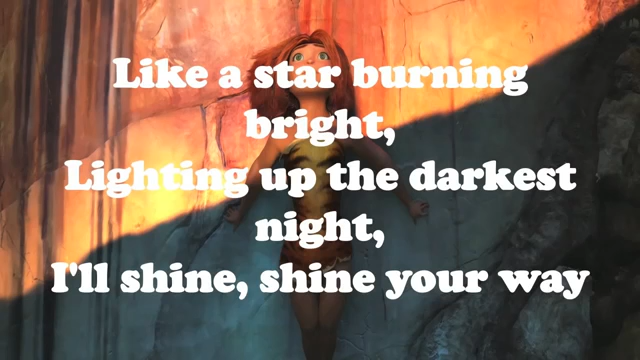 Like a star burning
bright,
Lighting up the darkest
night,
I'll shine, shine your way